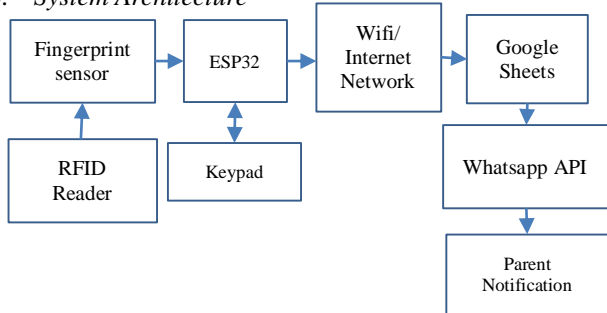 System Architecture
Fingerprint
sensor
ESP32
Wifi/
Internet
Network
Google
Sheets
RFID
Reader
Keypad
Whatsapp API
Parent
Notification